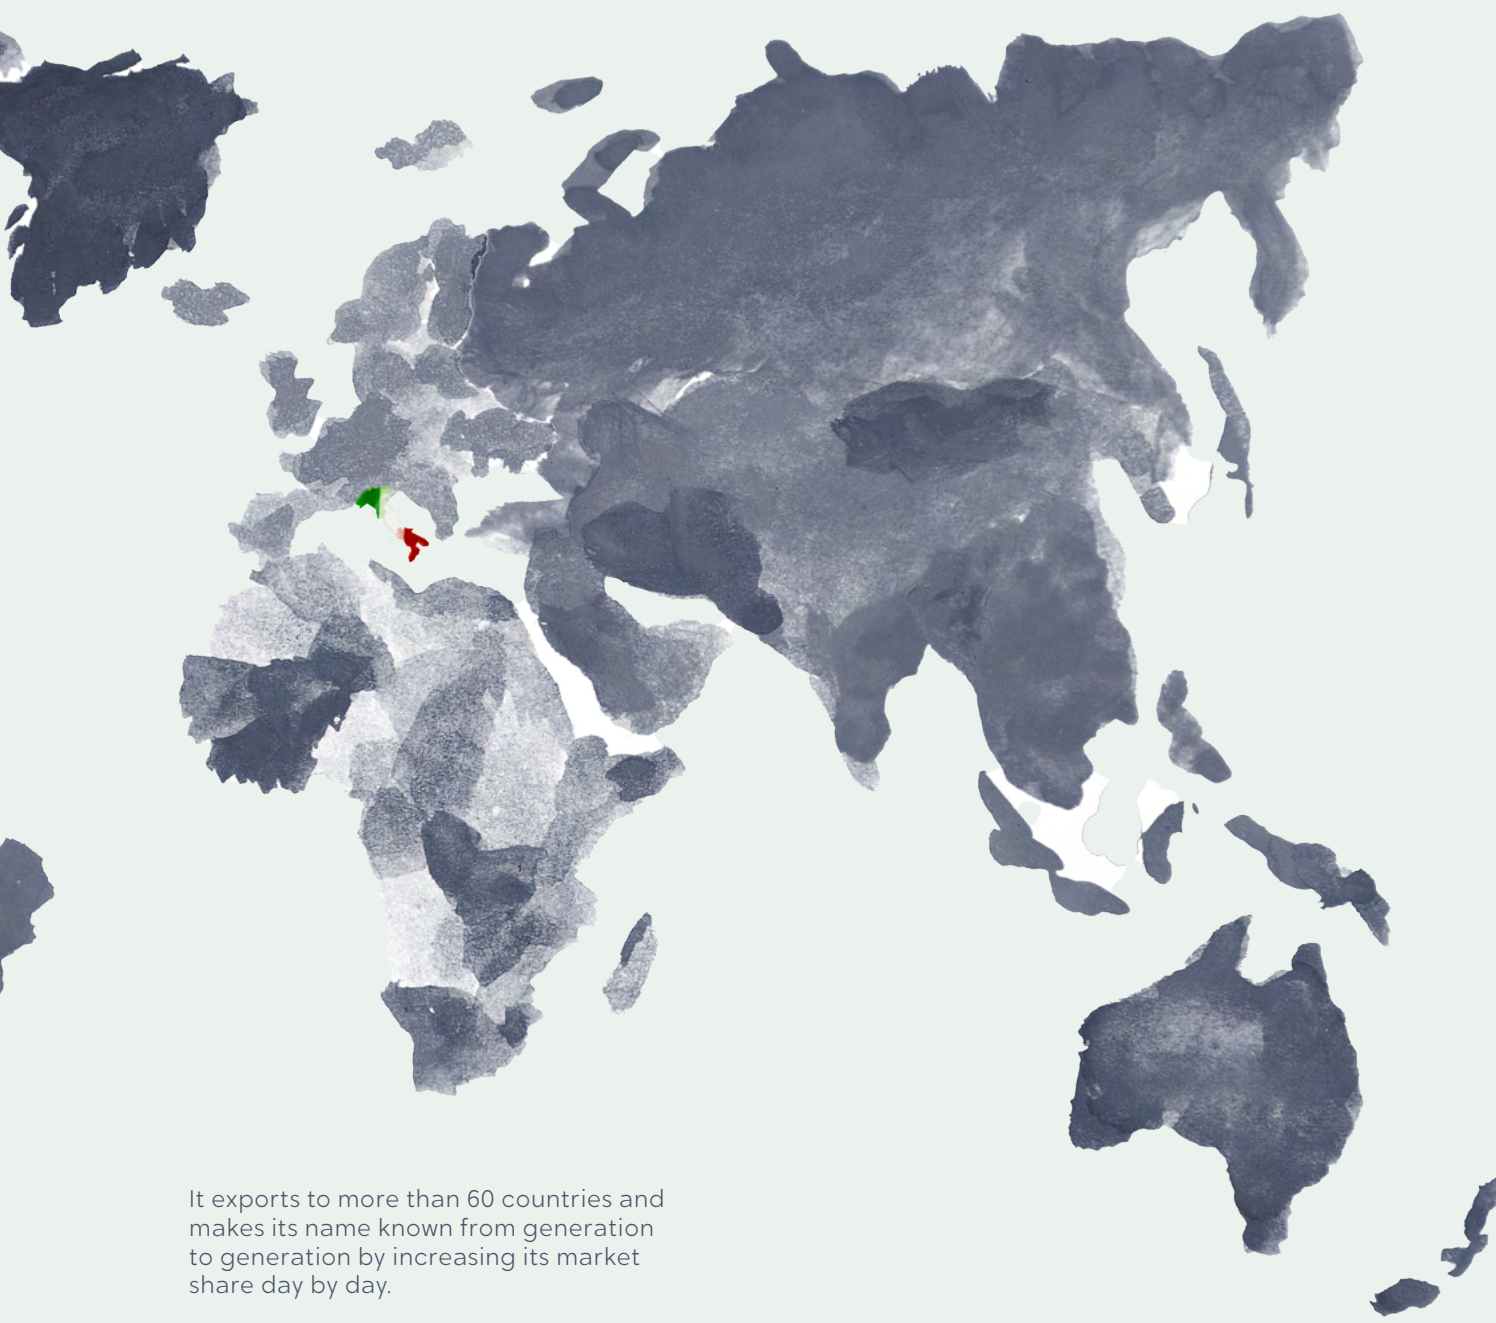 It exports to more than 60 countries and
makes its name known from generation
to generation by increasing its market
share day by day.